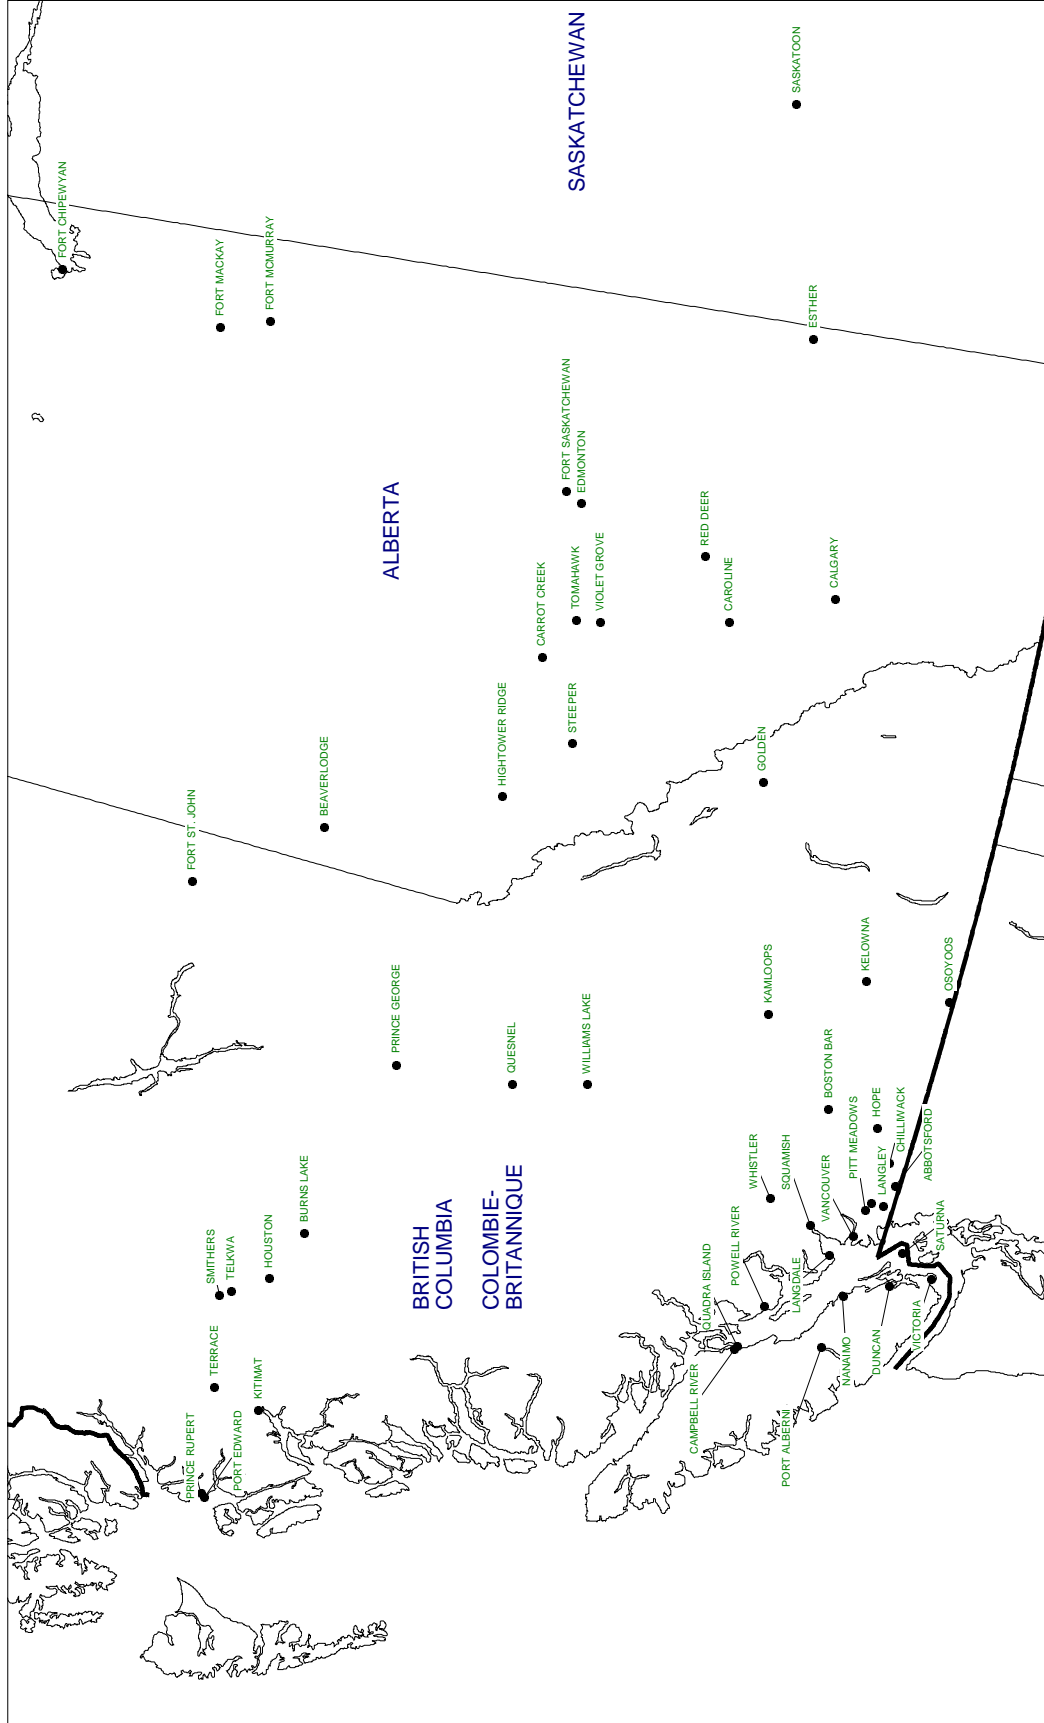 FORT CHIPEWYAN
FORT MACKAY
FORT MCMURRAY
SASKATCHEWAN
SASKATOON
ESTHER
ALBERTA
FORT SASKATCHEWAN
EDMONTON
RED DEER
TOMAHAWK
VIOLET GROVE
CAROLINE
CALGARY
CARROT CREEK
HIGHTOWER RIDGE
STEEPER
GOLDEN
FORT ST. JOHN
BEAVERLODGE
PRINCE GEORGE
QUESNEL
WILLIAMS LAKE
KAMLOOPS
KELOWNA
OSOYOOS
BOSTON BAR
HOPE
CHILLIWACK
ABBOTSFORD
PITT MEADOWS
LANGLEY
WHISTLER
SQUAMISH
VANCOUVER
SATURNA
BRITISH
COLUMBIA
COLOMBIE-
BRITANNIQUE
BURNS LAKE
SMITHERS
TELKWA
HOUSTON
QUADRA ISLAND
POWELL RIVER
LANGDALE
NANAIMO
DUNCAN
VICTORIA
TERRACE
KITIMAT
CAMPBELL RIVER
PORT ALBERNI
PRINCE RUPERT
PORT EDWARD